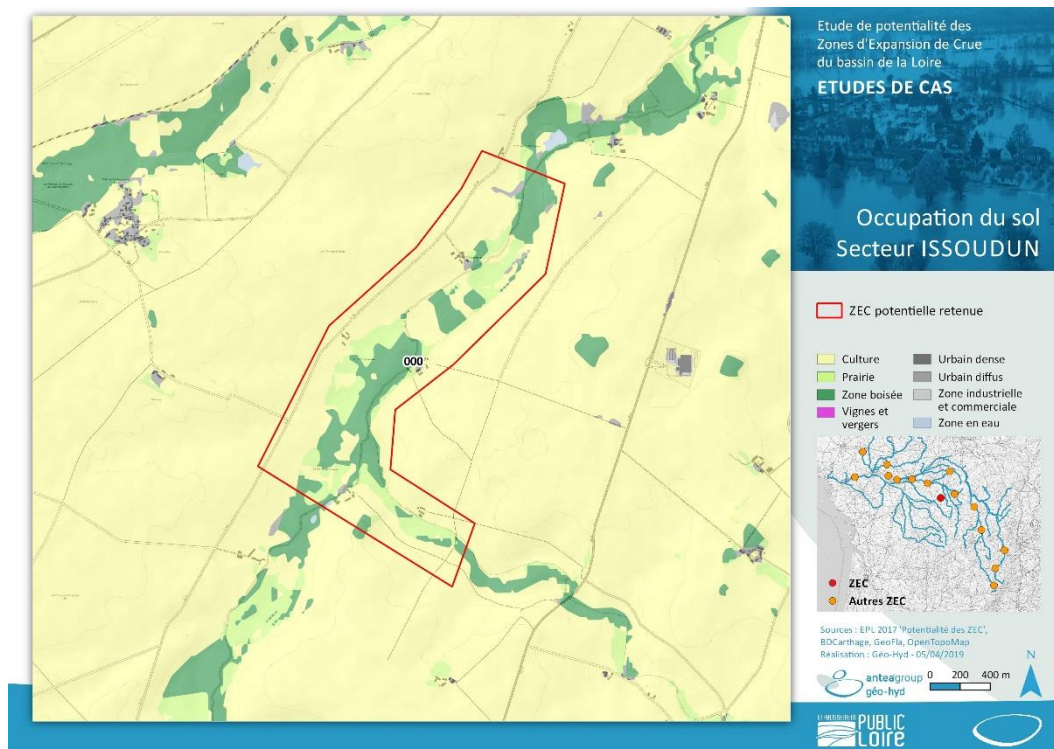 Etude de potentialité des
Zones d'Expansion de Crue
du bassin de la Loire
ETUDES DE CAS
Occupation du sol
Secteur ISSOUDUN
ZEC potentielle retenue
Culture
Prairie
Zone boisée
Vignes et
vergers
Urbain dense
Urbain diffus
Zone industrielle
et commerciale
Zone en eau
000
ZEC
Autres ZEC
Sources : EPL 2017 'Potentialité des ZEC',
BDCarthage, GeoFla, OpenTopoMap
Réalisation : Géo-Hyd - 05/04/2019
N
anteagroup
géo-hyd
0 200 400 m
ETABLISSEMENT
PUBLIC
LOIRE